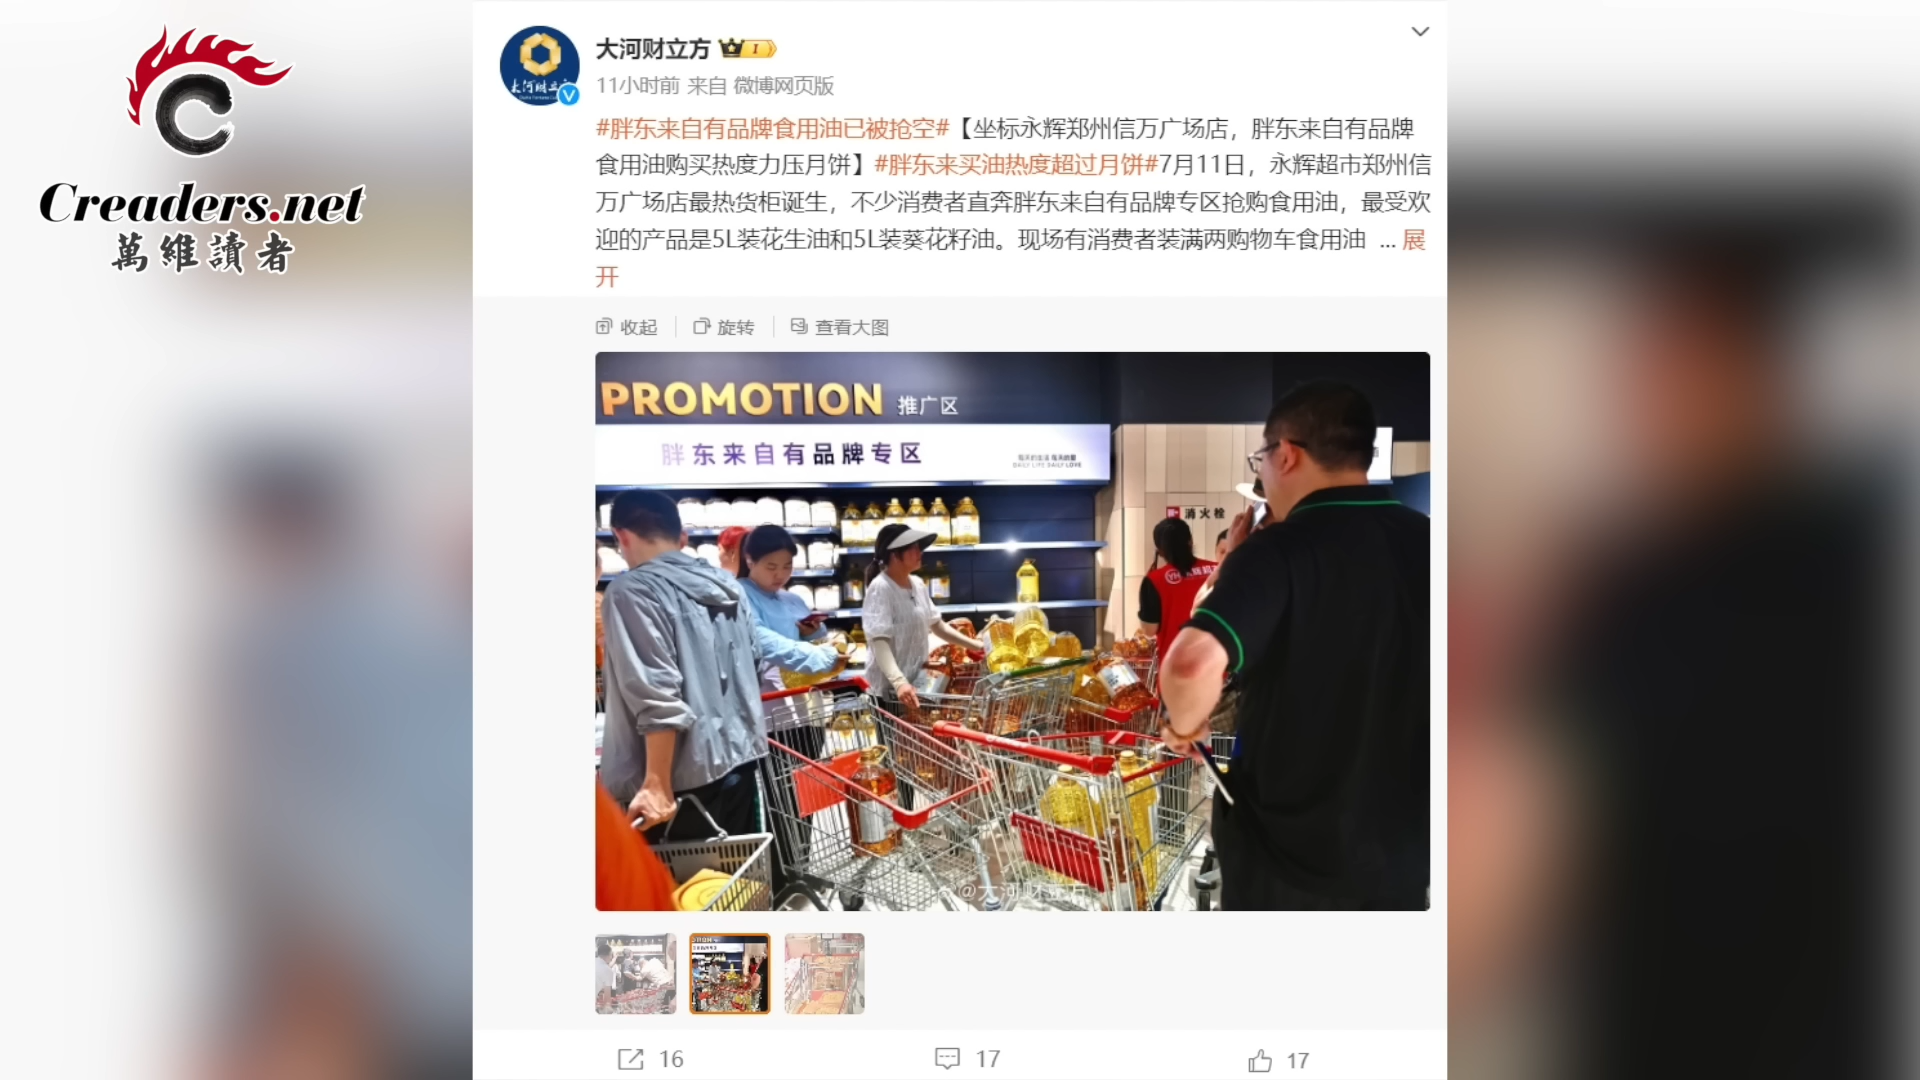 Creaders.net
萬維讀者
大河财立方
11小时前 来自 微博网页版
#胖东来自有品牌食用油已被抢空#【坐标永辉郑州信万广场店，胖东来自有品牌
食用油购买热度力压月饼】#胖东来买油热度超过月饼#7月11日，永辉超市郑州信
万广场店最热货柜诞生，不少消费者直奔胖东来自有品牌专区抢购食用油，最受欢
迎的产品是5L装花生油和5L装葵花籽油。现场有消费者装满两购物车食用油 ... 展
开
收起 旋转 查看大图
PROMOTION 推广区
胖东来自有品牌专区
DAILY LIFE DAILY LOVE
消火栓
YH
@大河财立方
16 17 17